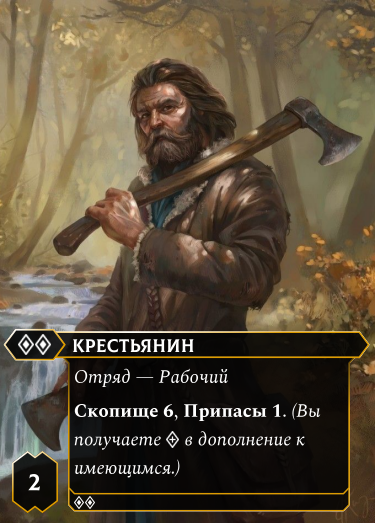 КРЕСТЬЯНИН
Отряд — Рабочий
Скопище 6, Припасы 1. (Вы
получаете в дополнение к
имеющимся.)
2